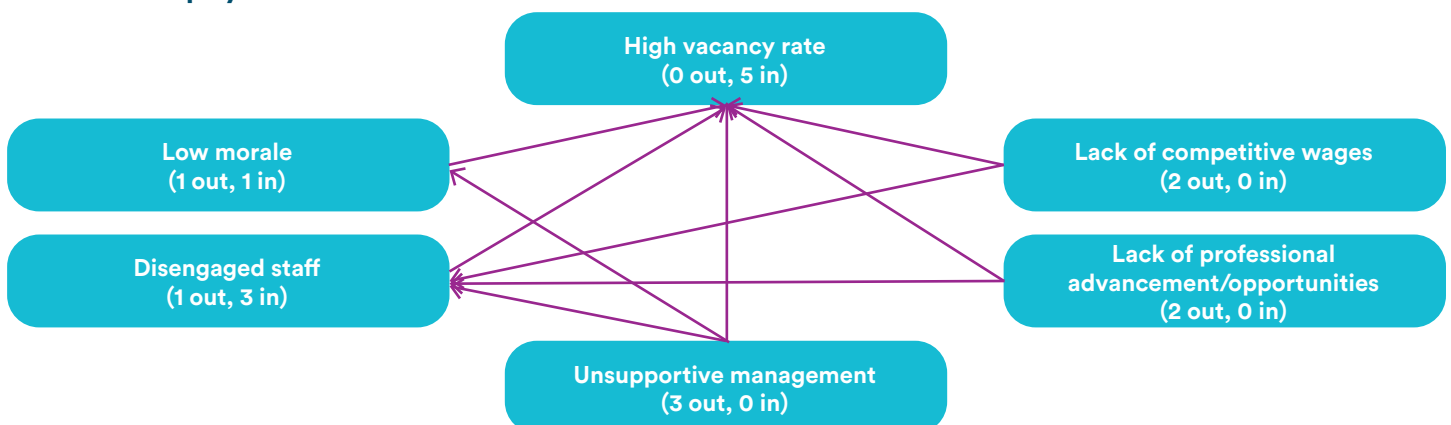 High vacancy rate
(0 out, 5 in)
Low morale
(1 out, 1 in)
Lack of competitive wages
(2 out, 0 in)
Disengaged staff
(1 out, 3 in)
Lack of professional
advancement/opportunities
(2 out, 0 in)
Unsupportive management
(3 out, 0 in)